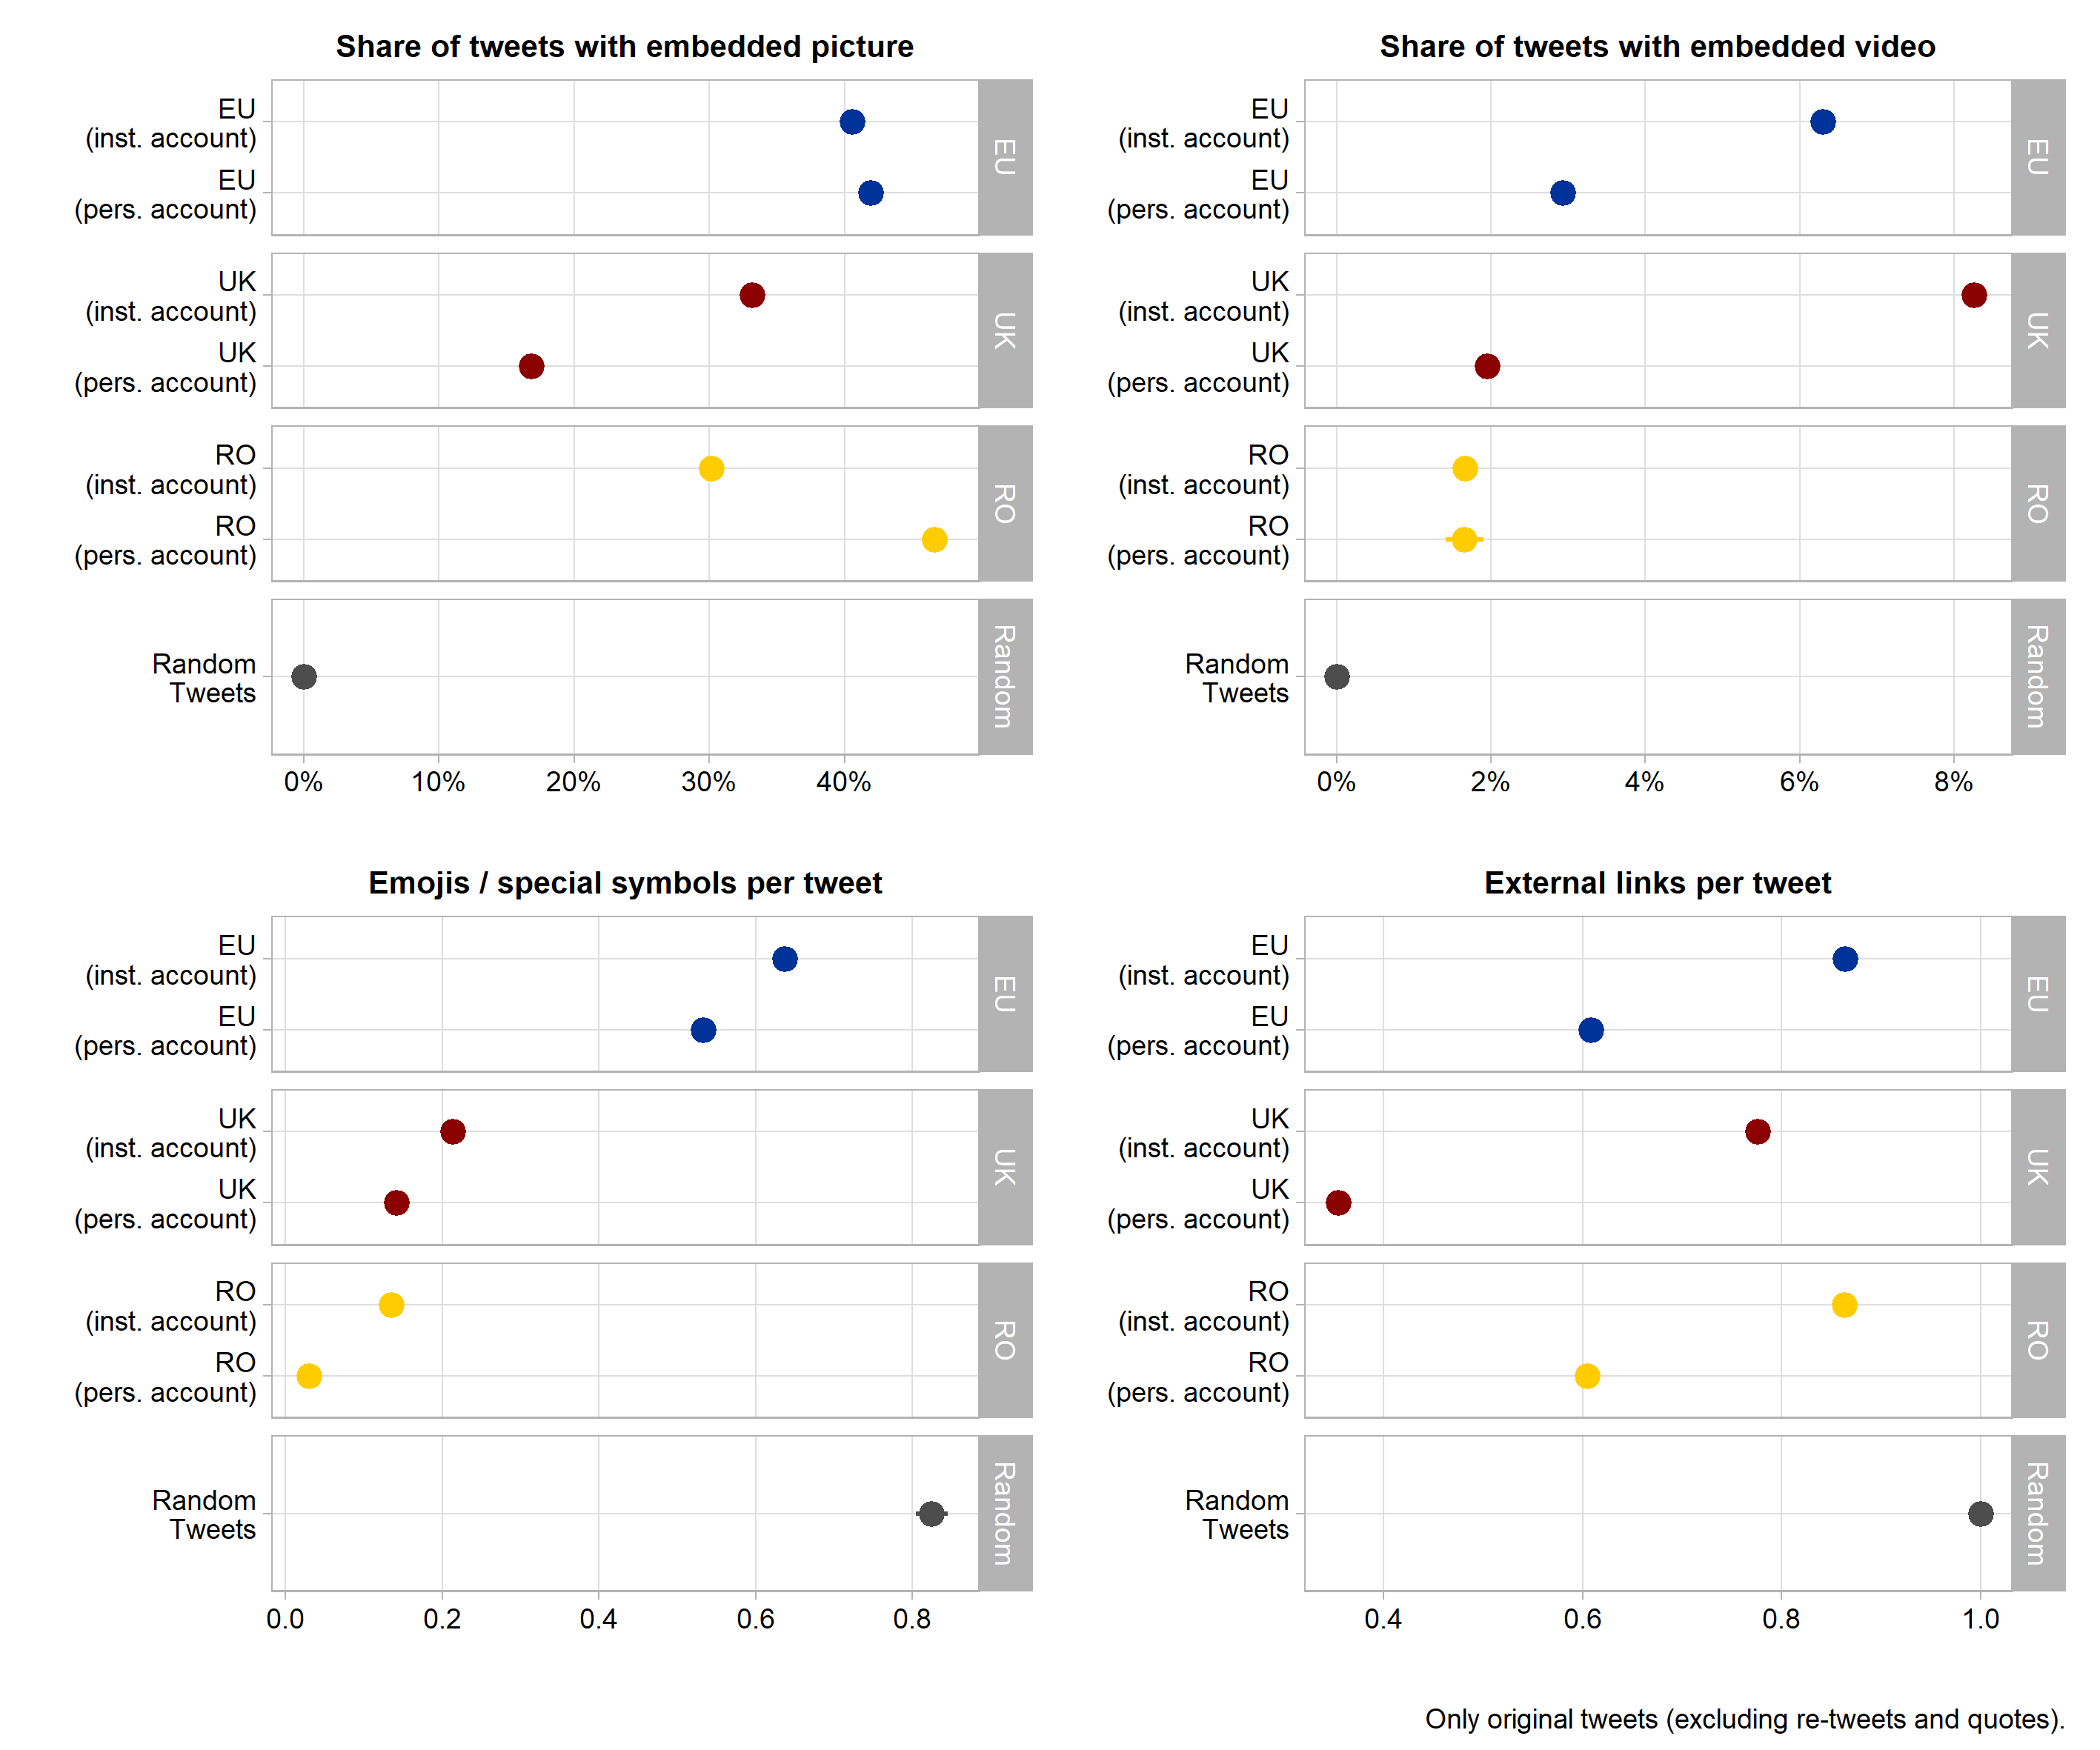 Share of tweets with embedded picture
EU
(inst. account)
EU
(pers. account)
EU
UK
(inst. account)
UK
(pers. account)
UK
RO
(inst. account)
RO
(pers. account)
RO
Random
Tweets
Random
0% 10% 20% 30% 40%
Share of tweets with embedded video
EU
(inst. account)
EU
(pers. account)
EU
UK
(inst. account)
UK
(pers. account)
UK
RO
(inst. account)
RO
(pers. account)
RO
Random
Tweets
Random
0% 2% 4% 6% 8%
Emojis / special symbols per tweet
EU
(inst. account)
EU
(pers. account)
EU
UK
(inst. account)
UK
(pers. account)
UK
RO
(inst. account)
RO
(pers. account)
RO
Random
Tweets
Random
0.0 0.2 0.4 0.6 0.8
External links per tweet
EU
(inst. account)
EU
(pers. account)
EU
UK
(inst. account)
UK
(pers. account)
UK
RO
(inst. account)
RO
(pers. account)
RO
Random
Tweets
Random
0.4 0.6 0.8 1.0
Only original tweets (excluding re-tweets and quotes).